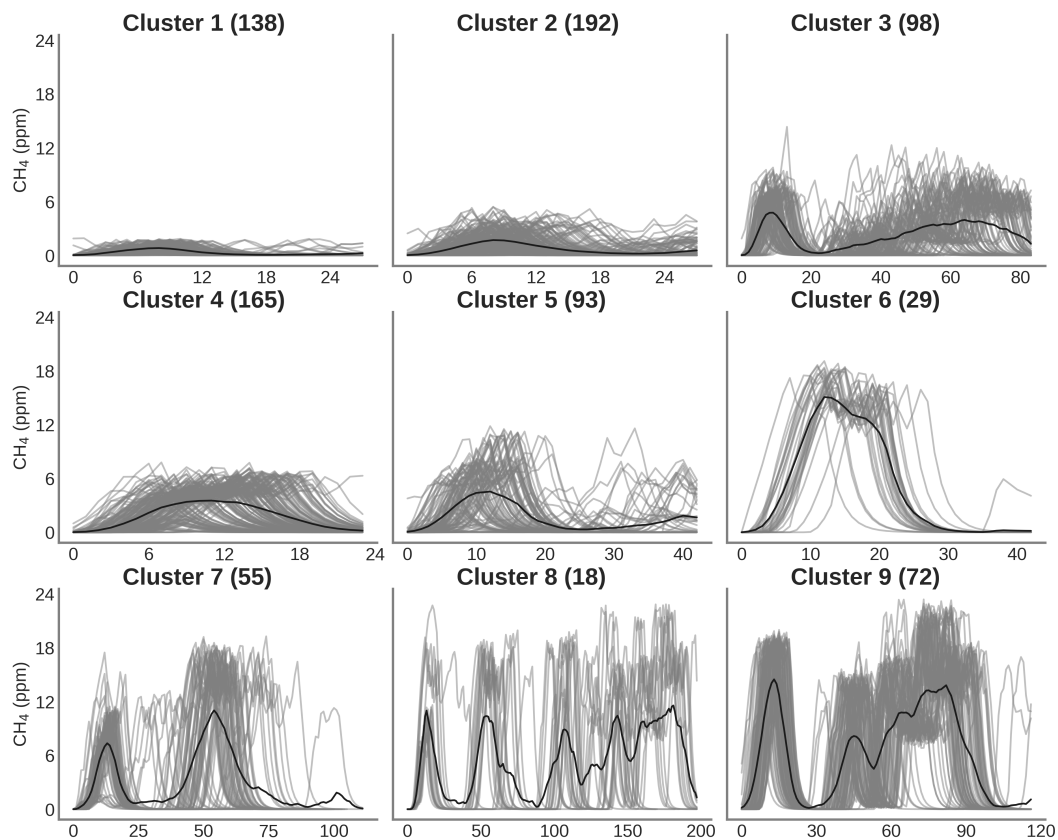 Cluster 1 (138)
Cluster 2 (192)
Cluster 3 (98)
CH₄ (ppm)
24
18
12
6
0
0 6 12 18 24
0 6 12 18 24
0 20 40 60 80
Cluster 4 (165)
Cluster 5 (93)
Cluster 6 (29)
CH₄ (ppm)
24
18
12
6
0
0 6 12 18 24
0 10 20 30 40
0 10 20 30 40
Cluster 7 (55)
Cluster 8 (18)
Cluster 9 (72)
CH₄ (ppm)
24
18
12
6
0
0 25 50 75 100
0 50 100 150 200
0 30 60 90 120